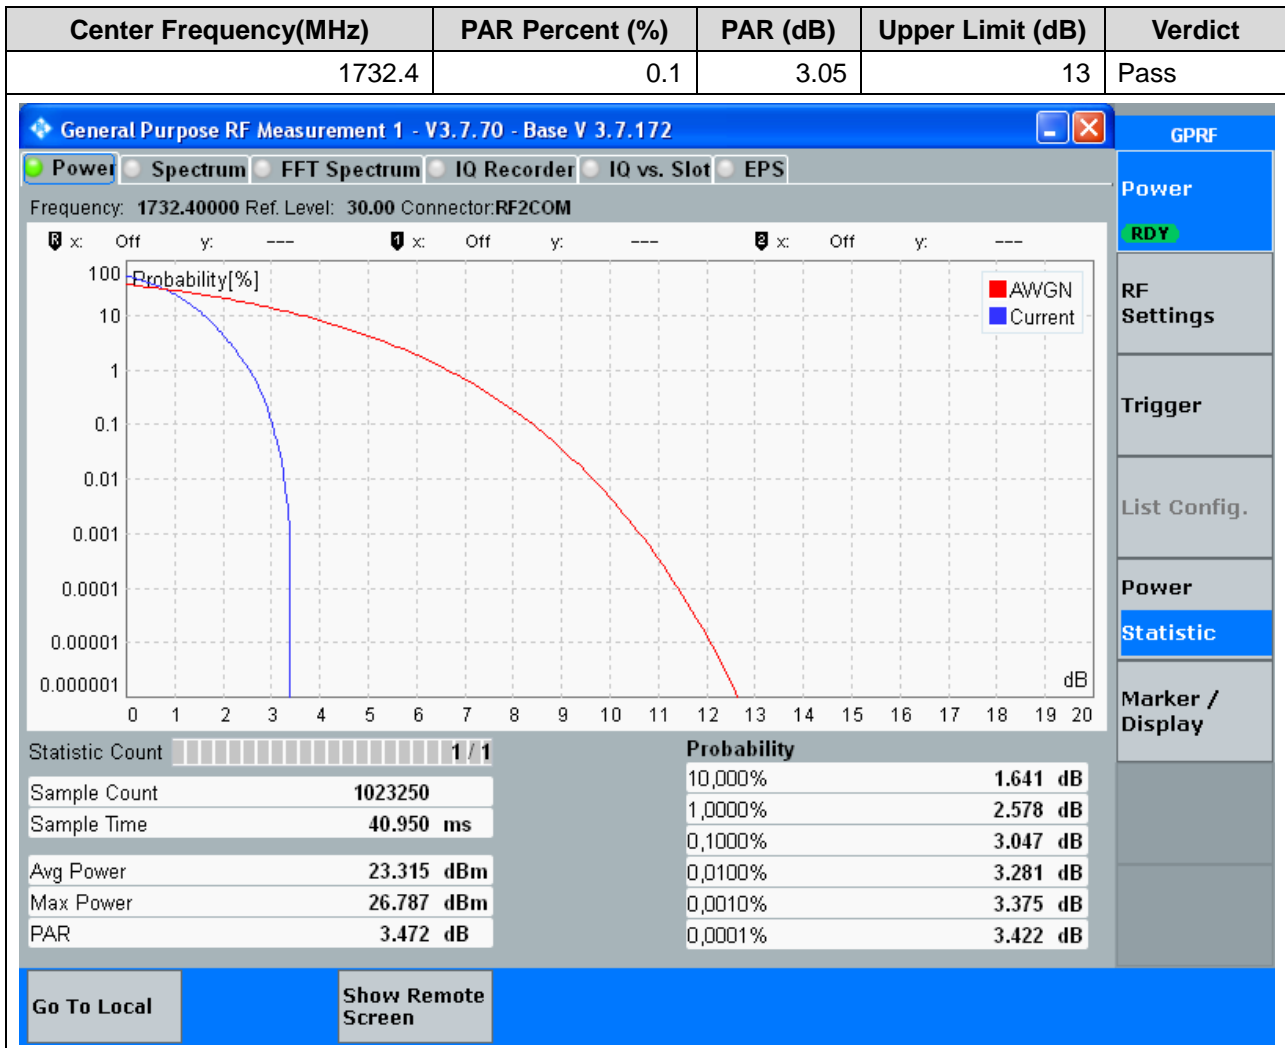 Center Frequency(MHz) PAR Percent (%) PAR (dB) Upper Limit (dB) Verdict
1732.4 0.1 3.05 13 Pass
General Purpose RF Measurement 1 - V3.7.70 - Base V 3.7.172
GPRF
Power Spectrum FFT Spectrum IQ Recorder IQ vs. Slot EPS
Power
RDY
Frequency: 1732.40000 Ref. Level: 30.00 Connector:RF2COM
R x: Off y: --- 1 x: Off y: --- 2 x: Off y: ---
Probability[%]
AWGN
Current
100
10
1
0.1
0.01
0.001
0.0001
0.00001
0.000001
dB
0 1 2 3 4 5 6 7 8 9 10 11 12 13 14 15 16 17 18 19 20
RF
Settings
Trigger
List Config.
Power
Statistic
Marker /
Display
Statistic Count 1 / 1
Sample Count 1023250
Sample Time 40.950 ms
Avg Power 23.315 dBm
Max Power 26.787 dBm
PAR 3.472 dB
Probability
10,000% 1.641 dB
1,0000% 2.578 dB
0,1000% 3.047 dB
0,0100% 3.281 dB
0,0010% 3.375 dB
0,0001% 3.422 dB
Go To Local
Show Remote
Screen